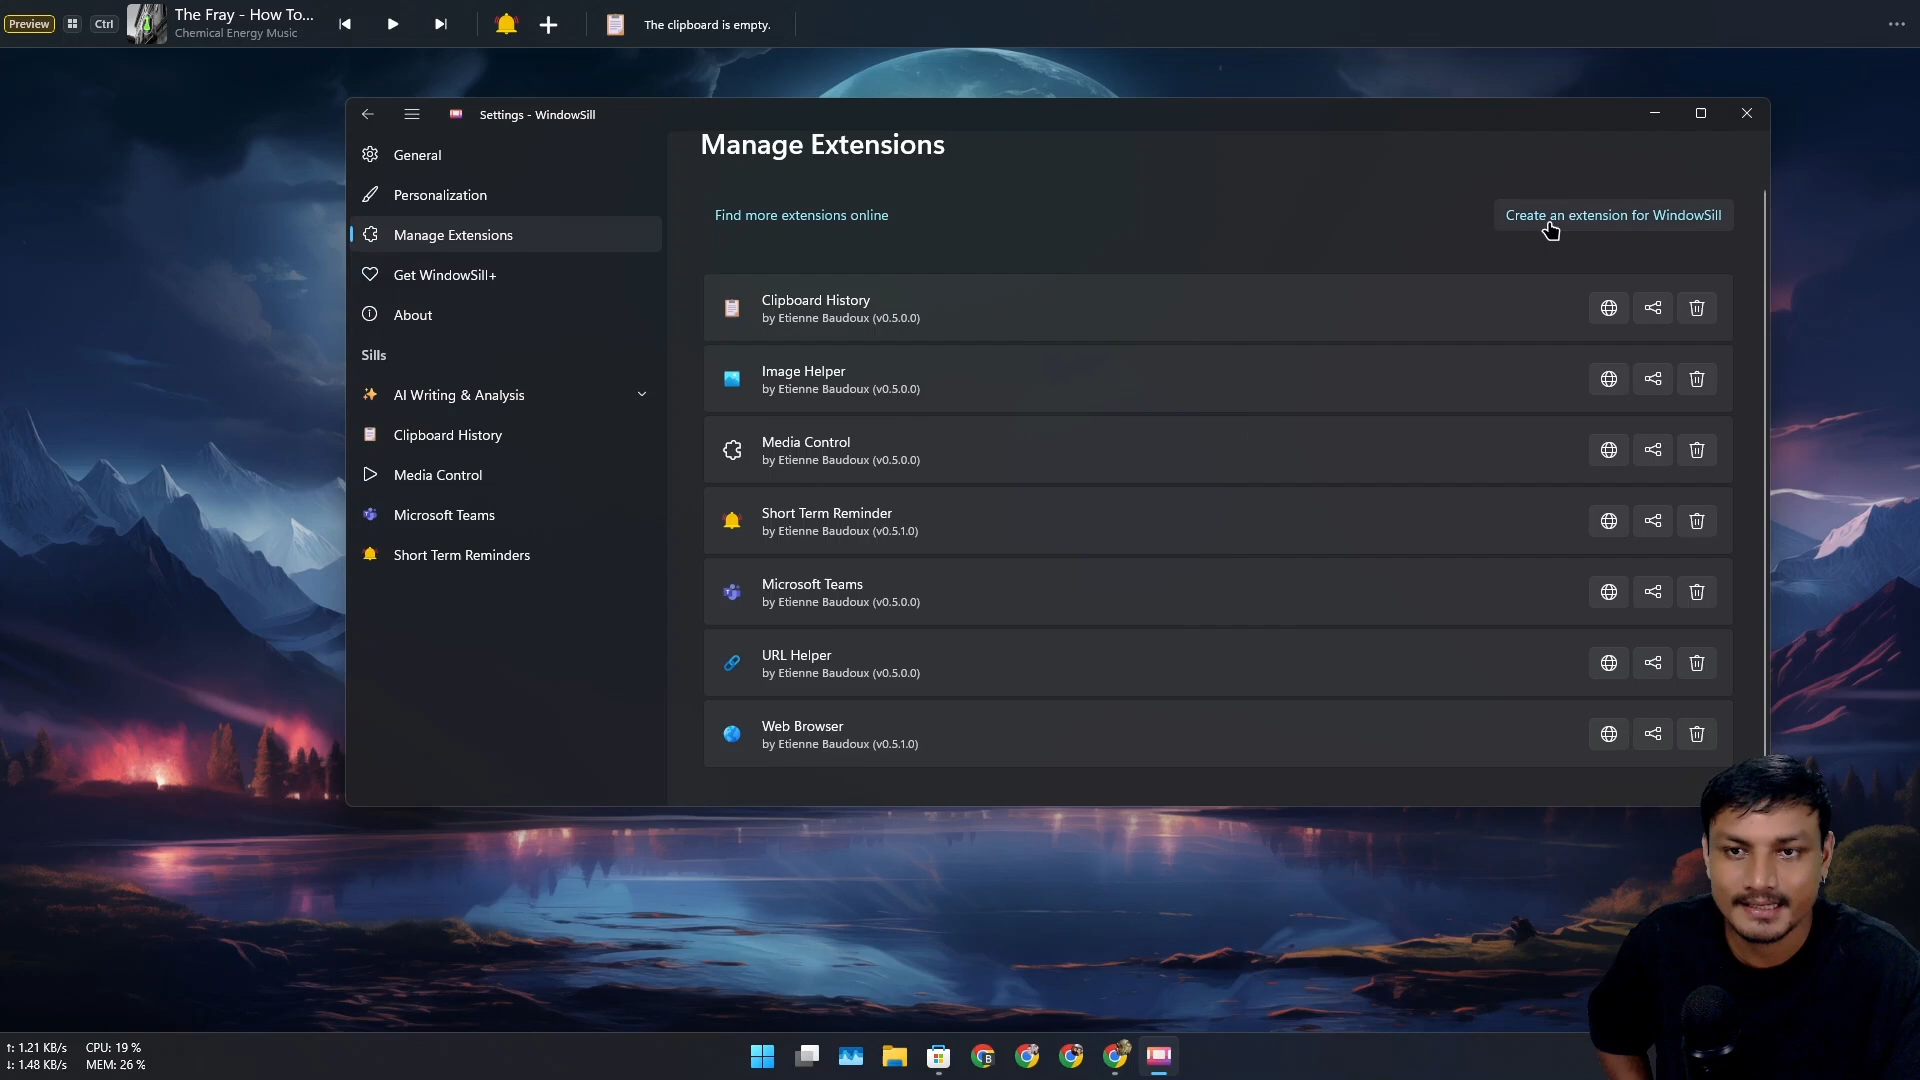 Preview
Ctrl
The Fray - How To...
Chemical Energy Music
The clipboard is empty.
Settings - WindowSill
General
Personalization
Manage Extensions
Get WindowSill+
About
Sills
AI Writing & Analysis
Clipboard History
Media Control
Microsoft Teams
Short Term Reminders
Manage Extensions
Find more extensions online
Create an extension for WindowSill
Clipboard History
by Etienne Baudoux (v0.5.0.0)
Image Helper
by Etienne Baudoux (v0.5.0.0)
Media Control
by Etienne Baudoux (v0.5.0.0)
Short Term Reminder
by Etienne Baudoux (v0.5.1.0)
Microsoft Teams
by Etienne Baudoux (v0.5.0.0)
URL Helper
by Etienne Baudoux (v0.5.0.0)
Web Browser
by Etienne Baudoux (v0.5.1.0)
↑: 1.21 KB/s CPU: 19 %
↓: 1.48 KB/s MEM: 26 %
B